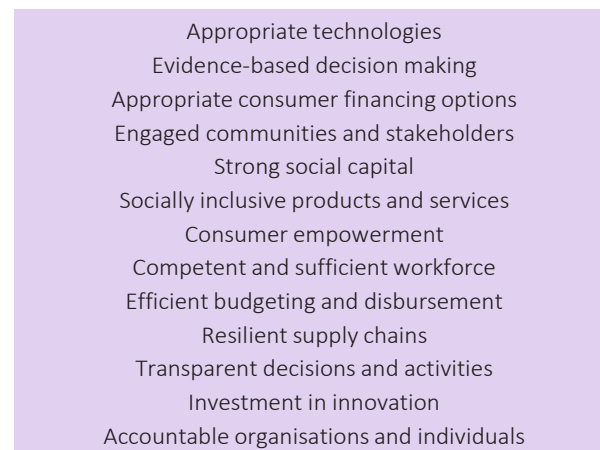 Appropriate technologies
Evidence-based decision making
Appropriate consumer financing options
Engaged communities and stakeholders
Strong social capital
Socially inclusive products and services
Consumer empowerment
Competent and sufficient workforce
Efficient budgeting and disbursement
Resilient supply chains
Transparent decisions and activities
Investment in innovation
Accountable organisations and individuals